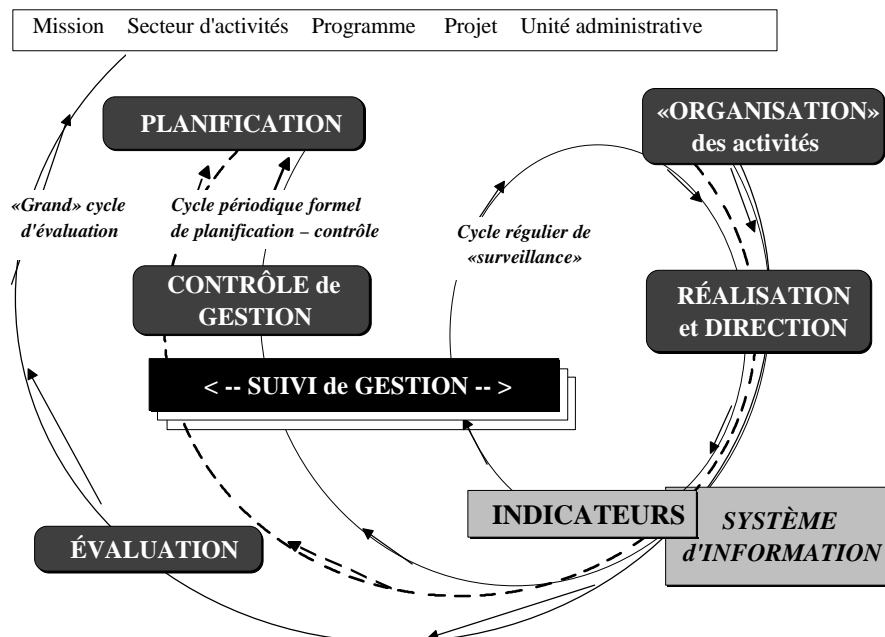 Mission Secteur d'activités Programme Projet Unité administrative
PLANIFICATION
«ORGANISATION»
des activités
«Grand» cycle
d'évaluation
Cycle périodique formel
de planification – contrôle
Cycle régulier de
«surveillance»
CONTRÔLE de
GESTION
RÉALISATION
et DIRECTION
< -- SUIVI de GESTION -- >
INDICATEURS
SYSTÈME
d'INFORMATION
ÉVALUATION